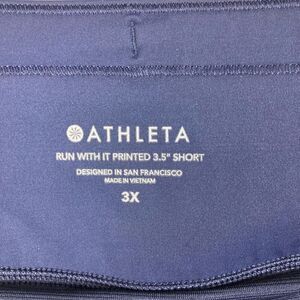 ATHLETA
RUN WITH IT PRINTED 3.5" SHORT
DESIGNED IN SAN FRANCISCO
MADE IN VIETNAM
3X